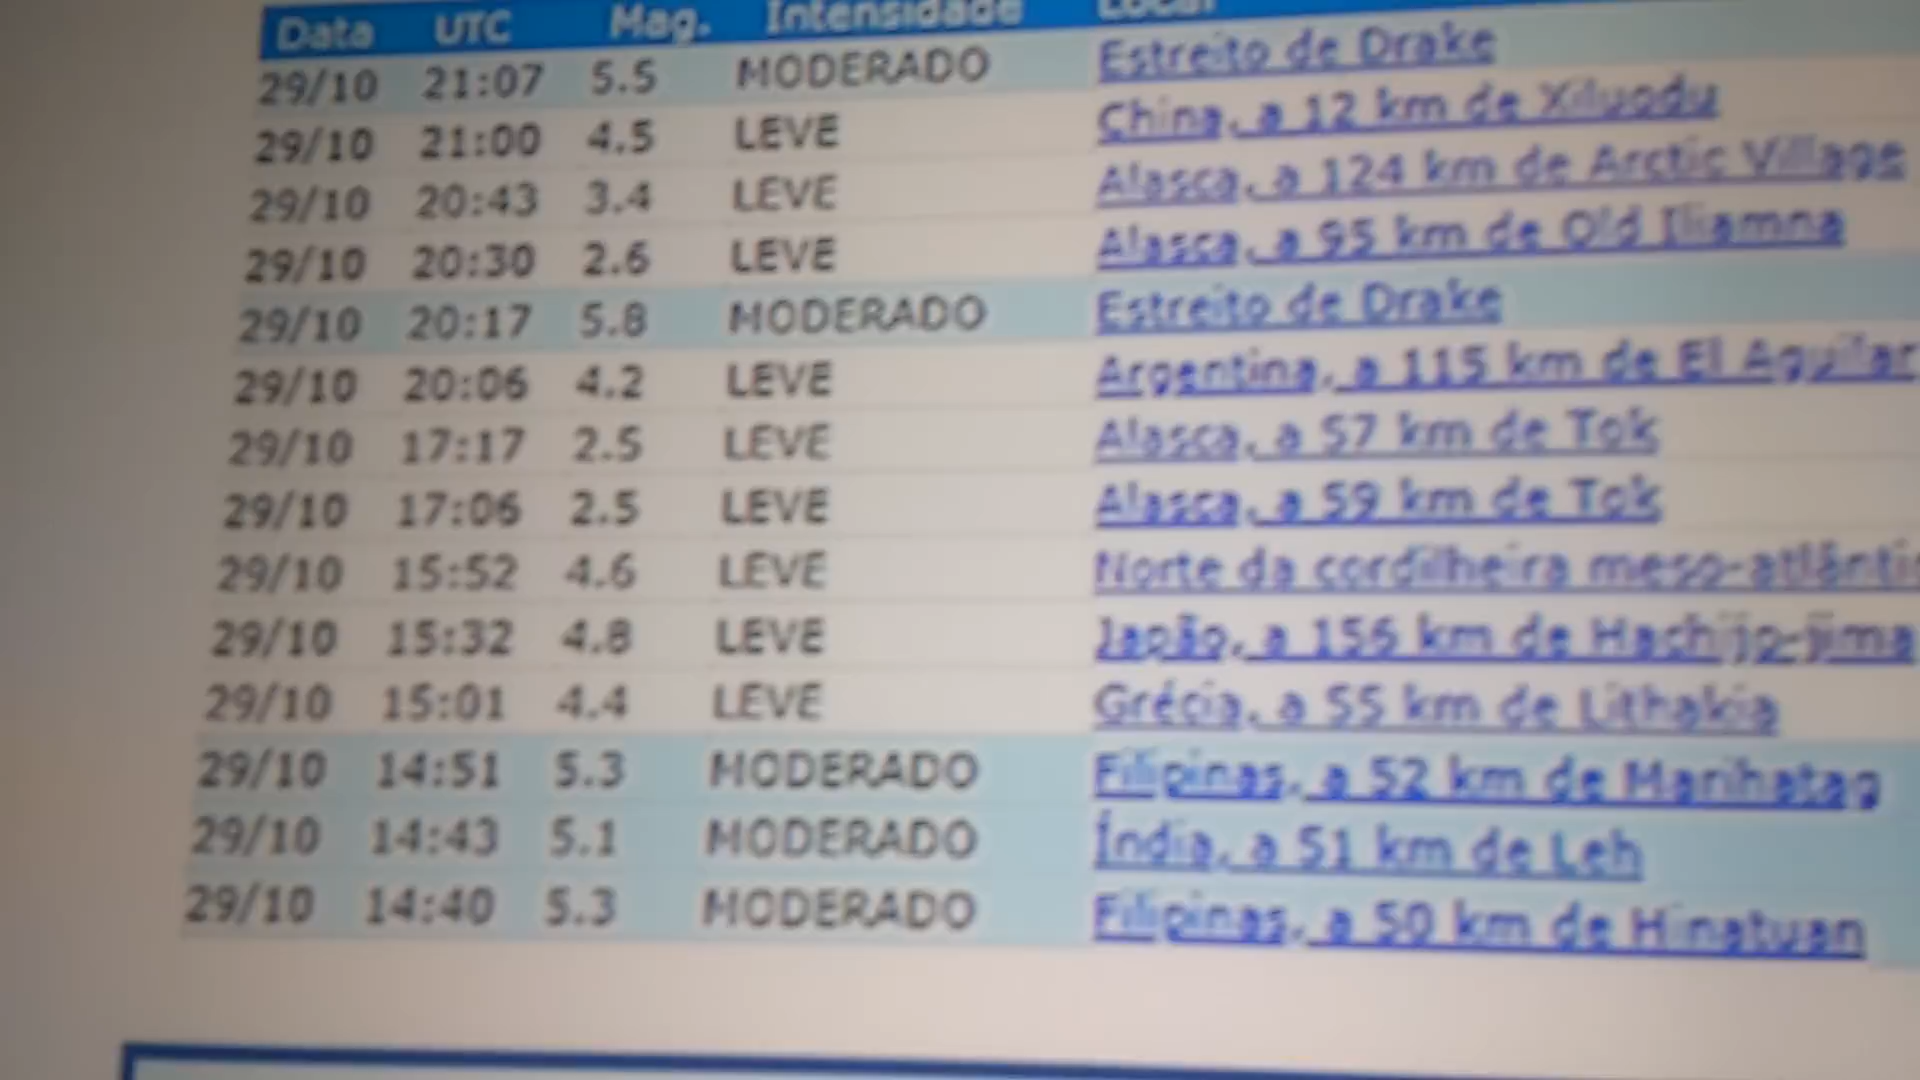 Data UTC Mag. Intensidade Local
29/10 21:07 5.5 MODERADO Estreito de Drake
29/10 21:00 4.5 LEVE China, a 12 km de Xiluodu
29/10 20:43 3.4 LEVE Alasca, a 124 km de Arctic Village
29/10 20:30 2.6 LEVE Alasca, a 95 km de Old Iliamna
29/10 20:17 5.8 MODERADO Estreito de Drake
29/10 20:06 4.2 LEVE Argentina, a 115 km de El Aguilar
29/10 17:17 2.5 LEVE Alasca, a 57 km de Tok
29/10 17:06 2.5 LEVE Alasca, a 59 km de Tok
29/10 15:52 4.6 LEVE Norte da cordilheira meso-atlânti
29/10 15:32 4.8 LEVE Japão, a 156 km de Hachijo-jima
29/10 15:01 4.4 LEVE Grécia, a 55 km de Lithakia
29/10 14:51 5.3 MODERADO Filipinas, a 52 km de Marihatag
29/10 14:43 5.1 MODERADO Índia, a 51 km de Leh
29/10 14:40 5.3 MODERADO Filipinas, a 50 km de Hinatuan